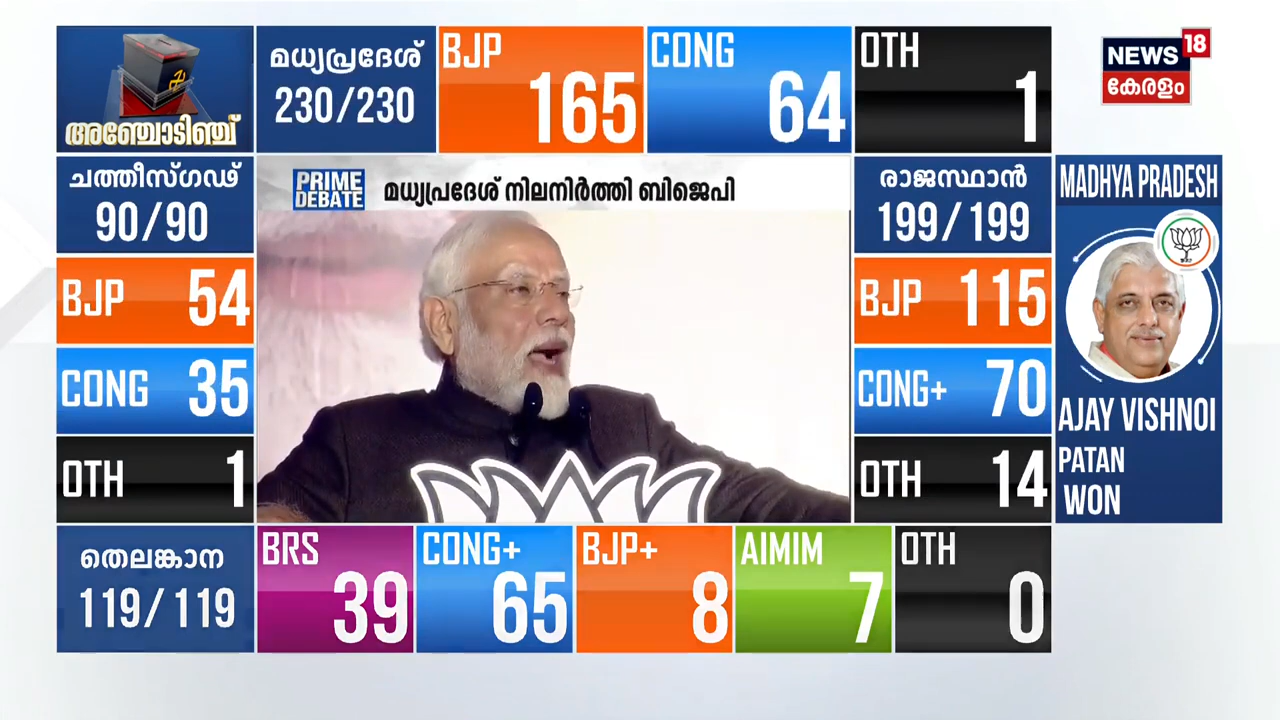 മധ്യപ്രദേശ്
230/230
BJP
165
CONG
64
OTH
1
NEWS 18
കേരളം
അഞ്ചോടിഞ്ച്
ചത്തീസ്ഗഢ്
90/90
BJP 54
CONG 35
OTH 1
PRIME
DEBATE
മധ്യപ്രദേശ് നിലനിർത്തി ബിജെപി
രാജസ്ഥാൻ
199/199
BJP 115
CONG+ 70
OTH 14
MADHYA PRADESH
AJAY VISHNOI
PATAN
WON
തെലങ്കാന
119/119
BRS
39
CONG+
65
BJP+
8
AIMIM
7
OTH
0